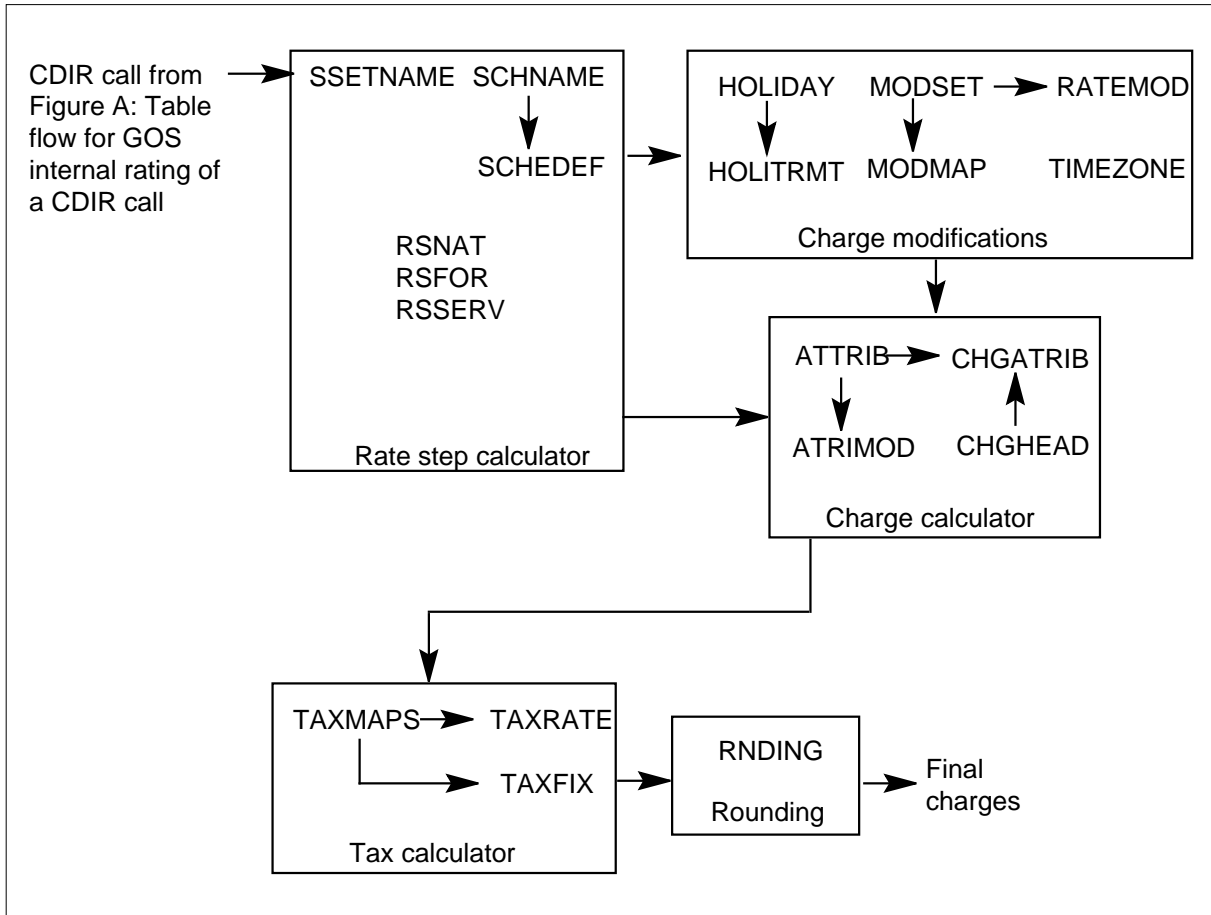 CDIR call from
Figure A: Table
flow for GOS
internal rating of
a CDIR call
SSETNAME SCHNAME
SCHEDEF
RSNAT
RSFOR
RSSERV
Rate step calculator
HOLIDAY MODSET RATEMOD
HOLITRMT MODMAP TIMEZONE
Charge modifications
ATTRIB CHGATRIB
ATRIMOD CHGHEAD
Charge calculator
TAXMAPS TAXRATE
TAXFIX
Tax calculator
RNDING
Rounding
Final
charges